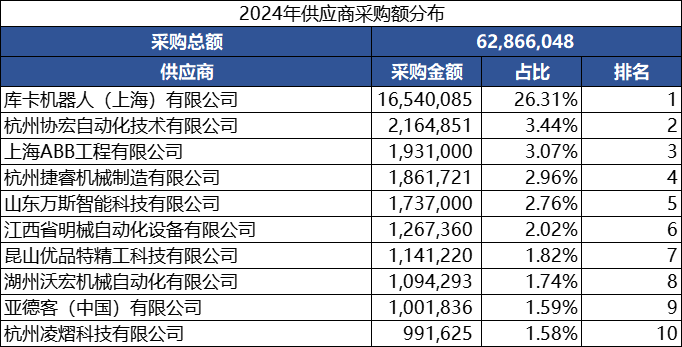 2024年供应商采购额分布
采购总额 62,866,048
供应商 采购金额 占比 排名
库卡机器人（上海）有限公司 16,540,085 26.31% 1
杭州协宏自动化技术有限公司 2,164,851 3.44% 2
上海ABB工程有限公司 1,931,000 3.07% 3
杭州捷睿机械制造有限公司 1,861,721 2.96% 4
山东万斯智能科技有限公司 1,737,000 2.76% 5
江西省明械自动化设备有限公司 1,267,360 2.02% 6
昆山优品特精工科技有限公司 1,141,220 1.82% 7
湖州沃宏机械自动化有限公司 1,094,293 1.74% 8
亚德客（中国）有限公司 1,001,836 1.59% 9
杭州凌熠科技有限公司 991,625 1.58% 10